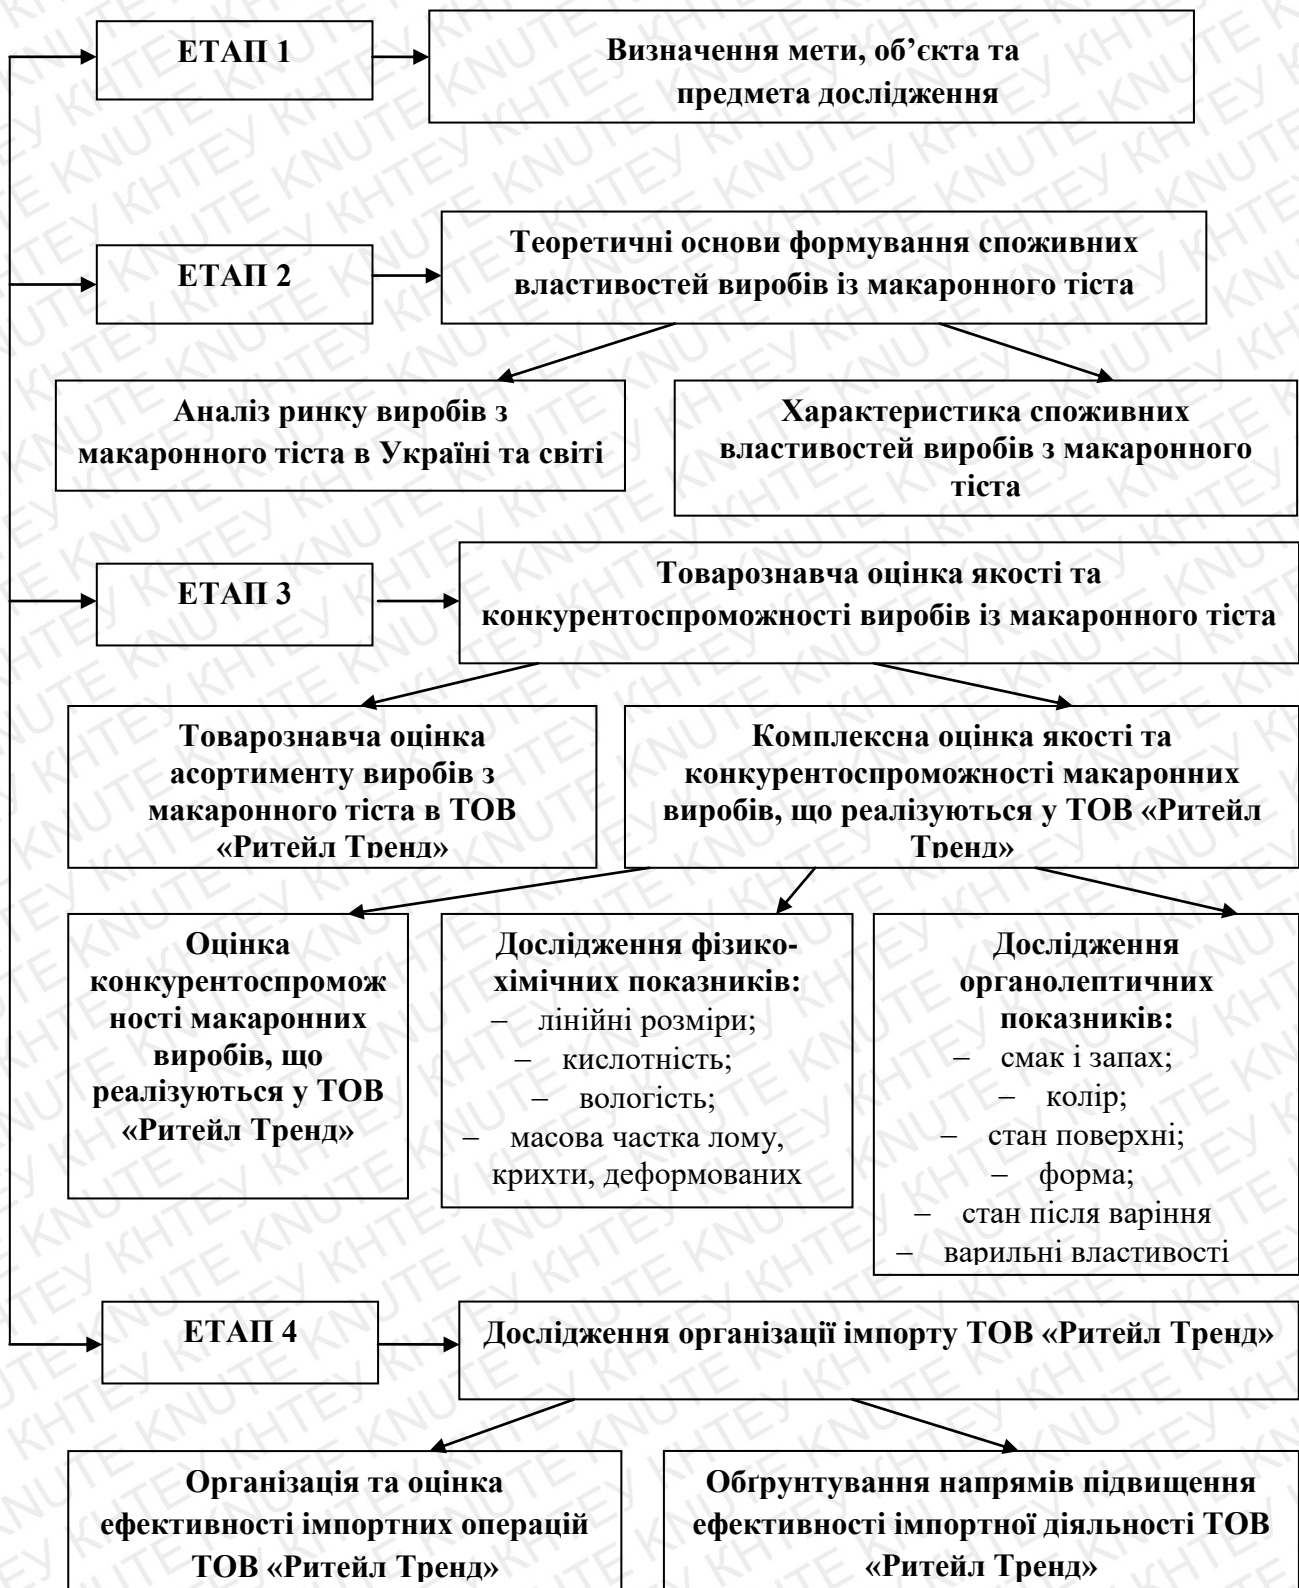 ЕТАП 1
Визначення мети, об’єкта та
предмета дослідження
ЕТАП 2
Теоретичні основи формування споживних
властивостей виробів із макаронного тіста
Аналіз ринку виробів з
макаронного тіста в Україні та світі
Характеристика споживних
властивостей виробів з макаронного
тіста
ЕТАП 3
Товарознавча оцінка якості та
конкурентоспроможності виробів із макаронного тіста
Товарознавча оцінка
асортименту виробів з
макаронного тіста в ТОВ
«Ритейл Тренд»
Комплексна оцінка якості та
конкурентоспроможності макаронних
виробів, що реалізуються у ТОВ «Ритейл
Тренд»
Оцінка
конкурентоспромож
ності макаронних
виробів, що
реалізуються у ТОВ
«Ритейл Тренд»
Дослідження фізико-
хімічних показників:
– лінійні розміри;
– кислотність;
– вологість;
– масова частка лому,
крихти, деформованих
Дослідження
органолептичних
показників:
– смак і запах;
– колір;
– стан поверхні;
– форма;
– стан після варіння
– варильні властивості
ЕТАП 4
Дослідження організації імпорту ТОВ «Ритейл Тренд»
Організація та оцінка
ефективності імпортних операцій
ТОВ «Ритейл Тренд»
Обґрунтування напрямів підвищення
ефективності імпортної діяльності ТОВ
«Ритейл Тренд»